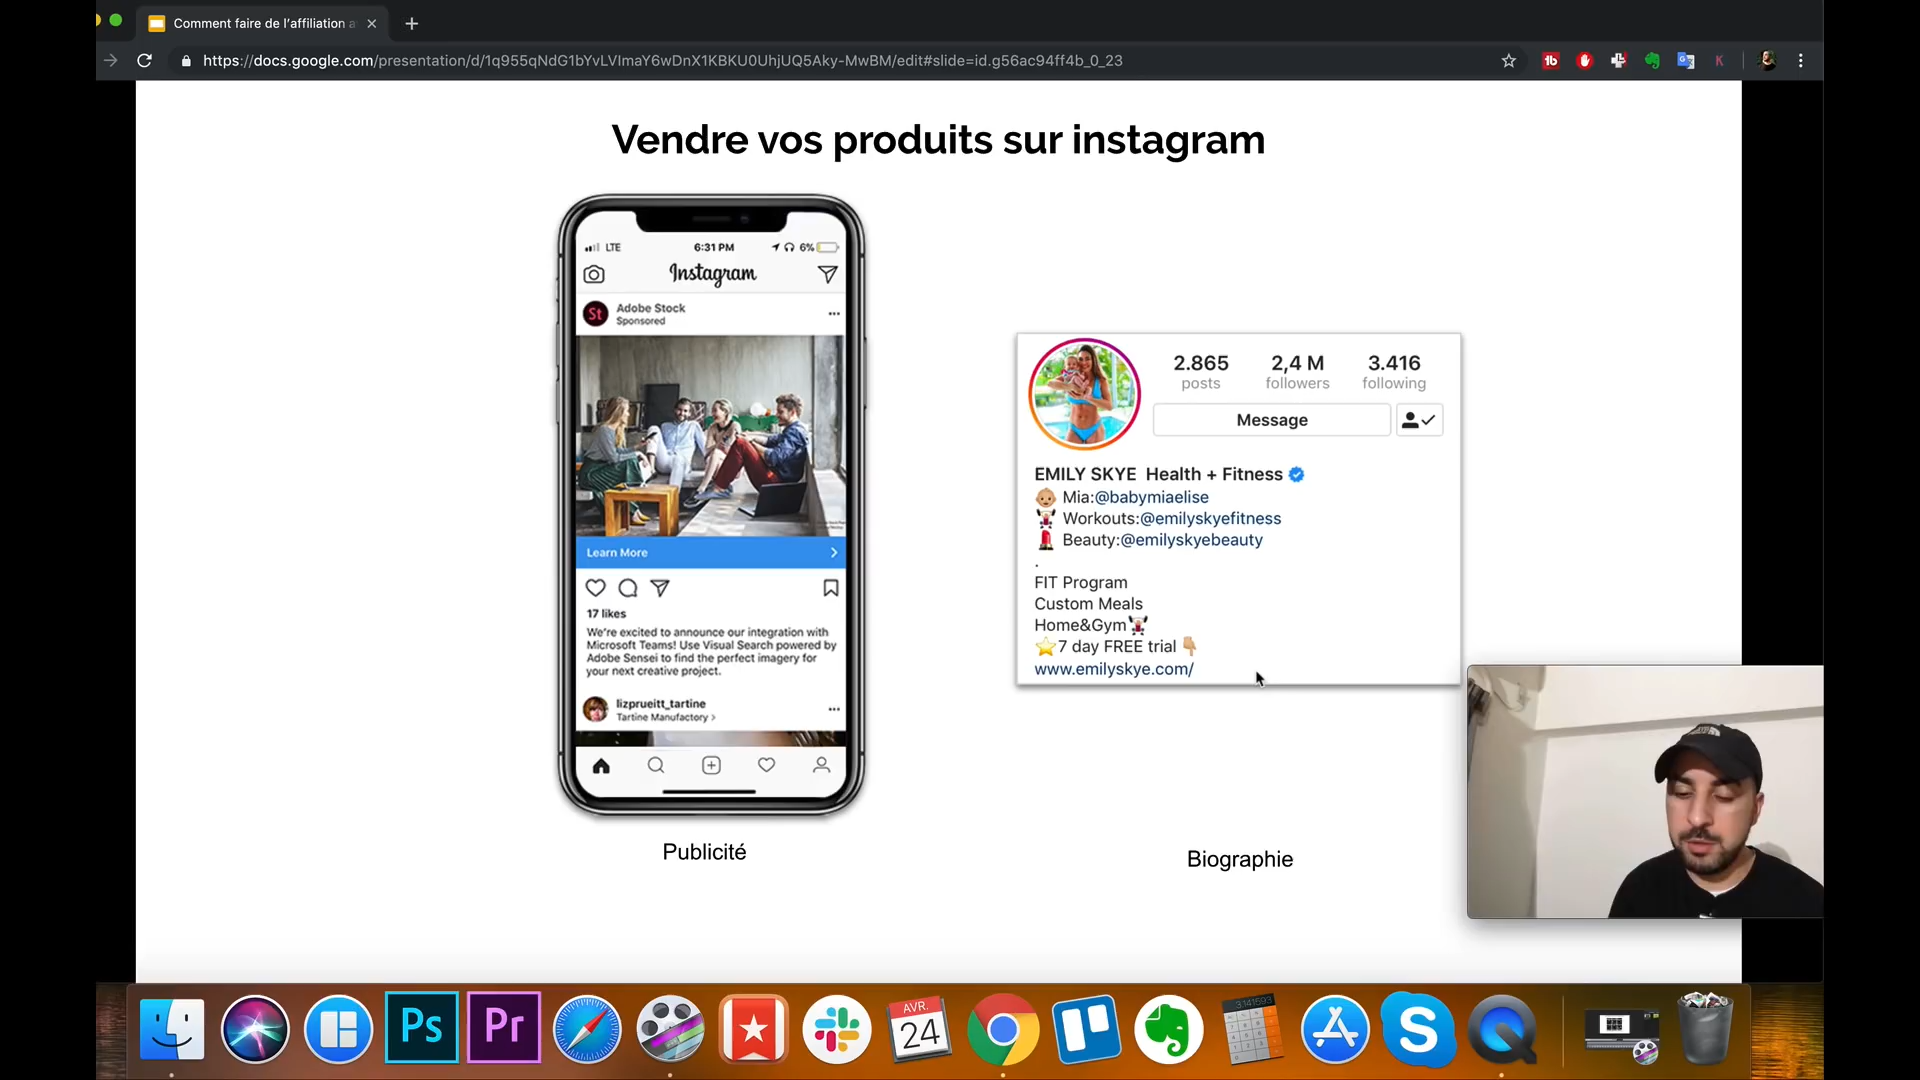 Comment faire de l'affiliation a
https://docs.google.com/presentation/d/1q955qNdG1bYvLVImaY6wDnX1KBKU0UhjUQ5Aky-MwBM/edit#slide=id.g56ac94ff4b_0_23
Vendre vos produits sur instagram
LTE 6:31 PM 6%
Instagram
St Adobe Stock
Sponsored
Learn More
17 likes
We're excited to announce our integration with
Microsoft Teams! Use Visual Search powered by
Adobe Sensei to find the perfect imagery for
your next creative project.
lizprueitt_tartine
Tartine Manufactory >
Publicité
2.865 2,4 M 3.416
posts followers following
Message
EMILY SKYE Health + Fitness
Mia:@babymiaelise
Workouts:@emilyskyefitness
Beauty:@emilyskyebeauty
.
FIT Program
Custom Meals
Home&Gym
7 day FREE trial
www.emilyskye.com/
Biographie
Ps
Pr
AVR.
24
3.141593
S